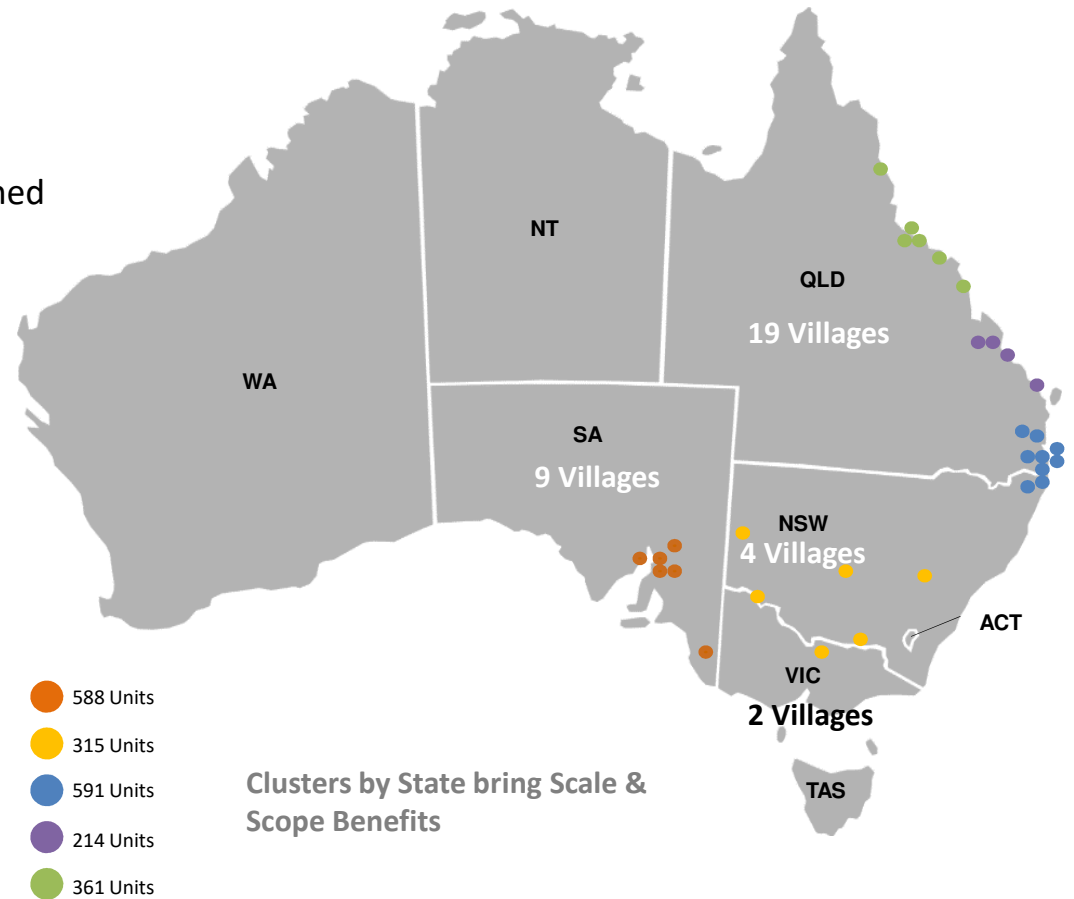 ned
NT
QLD
19 Villages
WA
SA
9 Villages
NSW
4 Villages
ACT
VIC
2 Villages
TAS
588 Units
315 Units
591 Units
214 Units
361 Units
Clusters by State bring Scale &
Scope Benefits